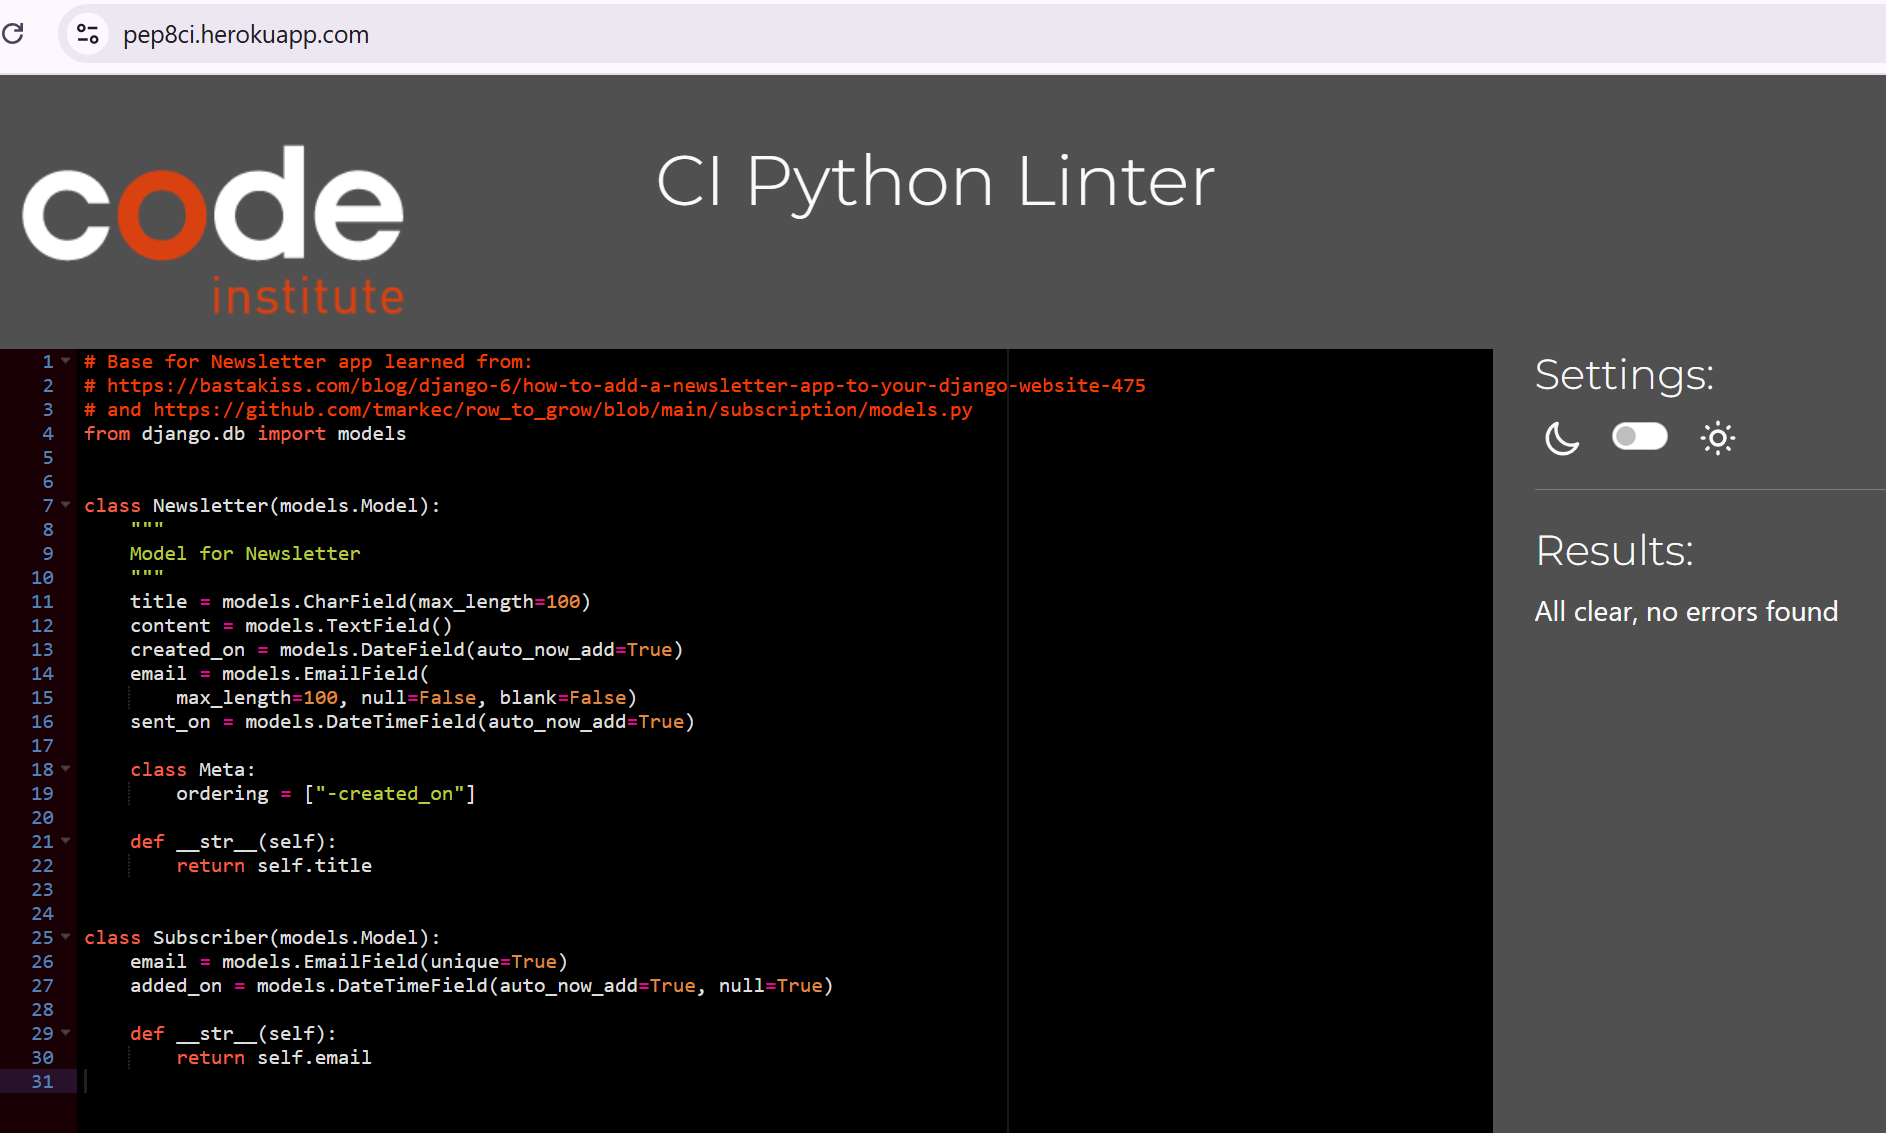 pep8ci.herokuapp.com
code
institute
CI Python Linter
1 # Base for Newsletter app learned from:
2 # https://bastakiss.com/blog/django-6/how-to-add-a-newsletter-app-to-your-django-website-475
3 # and https://github.com/tmarkec/row_to_grow/blob/main/subscription/models.py
4 from django.db import models
5
6
7 class Newsletter(models.Model):
8     """
9     Model for Newsletter
10     """
11     title = models.CharField(max_length=100)
12     content = models.TextField()
13     created_on = models.DateField(auto_now_add=True)
14     email = models.EmailField(
15         max_length=100, null=False, blank=False)
16     sent_on = models.DateTimeField(auto_now_add=True)
17
18     class Meta:
19         ordering = ["-created_on"]
20
21     def __str__(self):
22         return self.title
23
24
25 class Subscriber(models.Model):
26     email = models.EmailField(unique=True)
27     added_on = models.DateTimeField(auto_now_add=True, null=True)
28
29     def __str__(self):
30         return self.email
31
Settings:
Results:
All clear, no errors found